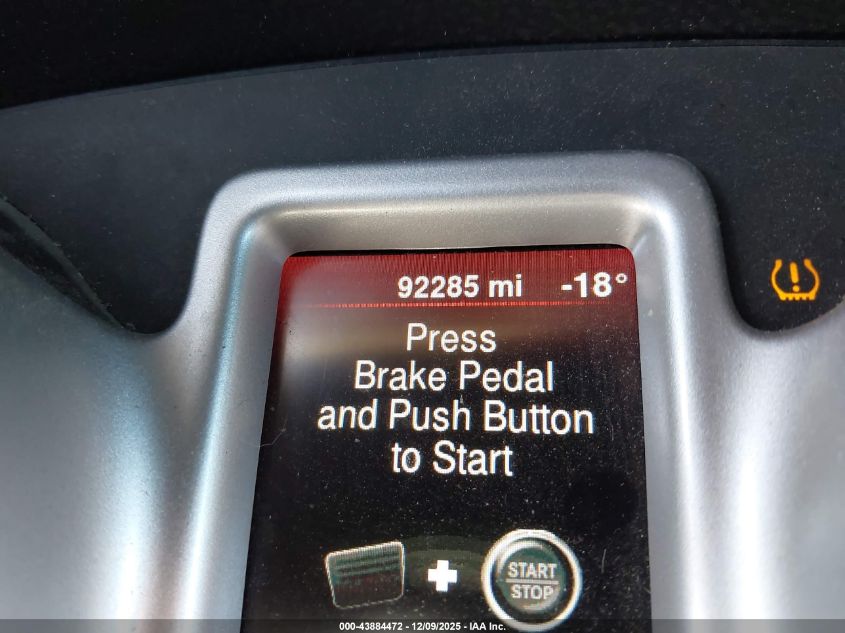 92285 mi -18°
Press
Brake Pedal
and Push Button
to Start
START
STOP
000-43884472 - 12/09/2025 - IAA Inc.